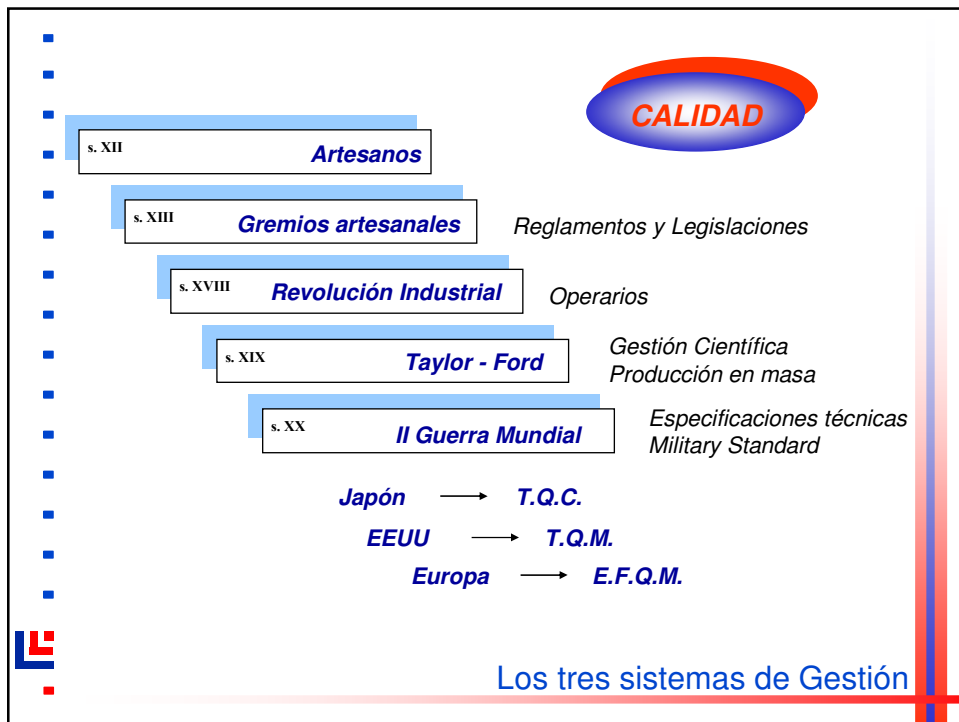 CALIDAD
s. XII Artesanos
s. XIII Gremios artesanales Reglamentos y Legislaciones
s. XVIII Revolución Industrial Operarios
s. XIX Taylor - Ford Gestión Científica
Producción en masa
s. XX II Guerra Mundial Especificaciones técnicas
Military Standard
Japón → T.Q.C.
EEUU → T.Q.M.
Europa → E.F.Q.M.
Los tres sistemas de Gestión